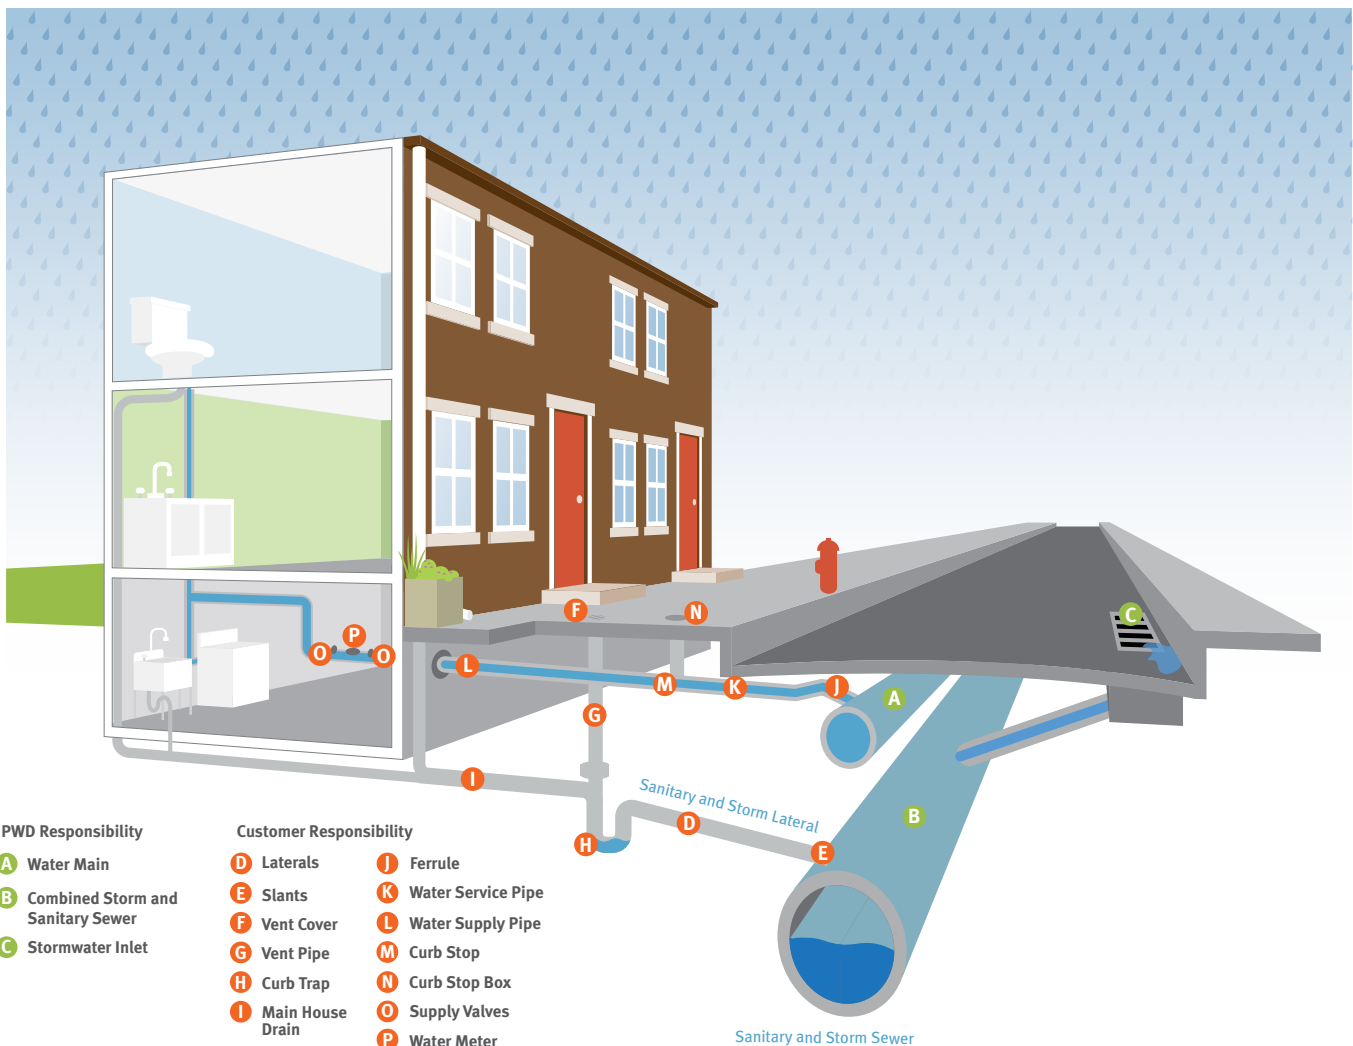 F
N
C
P
O
O
L
M
K
J
A
G
I
Sanitary and Storm Lateral
D
B
H
E
PWD Responsibility
A Water Main
B Combined Storm and
Sanitary Sewer
C Stormwater Inlet
Customer Responsibility
D Laterals
E Slants
F Vent Cover
G Vent Pipe
H Curb Trap
I Main House
Drain
J Ferrule
K Water Service Pipe
L Water Supply Pipe
M Curb Stop
N Curb Stop Box
O Supply Valves
P Water Meter
Sanitary and Storm Sewer